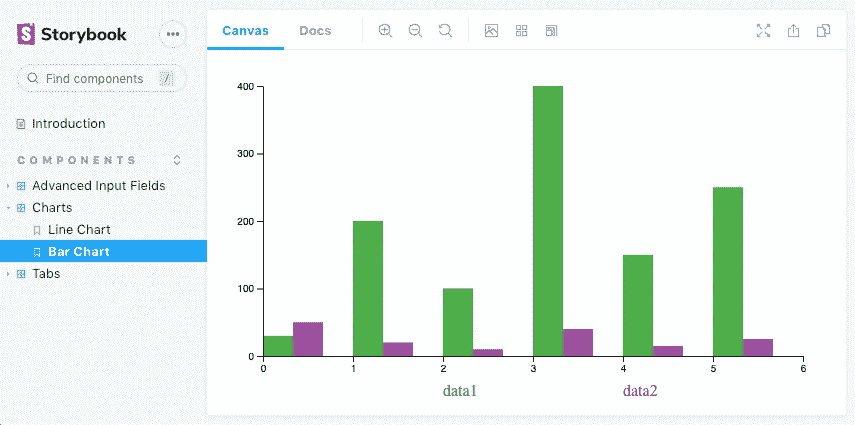 Storybook
Find components /
Introduction
COMPONENTS
Advanced Input Fields
Charts
Line Chart
Bar Chart
Tabs
Canvas Docs
400
300
200
100
0
0 1 2 3 4 5 6
data1 data2